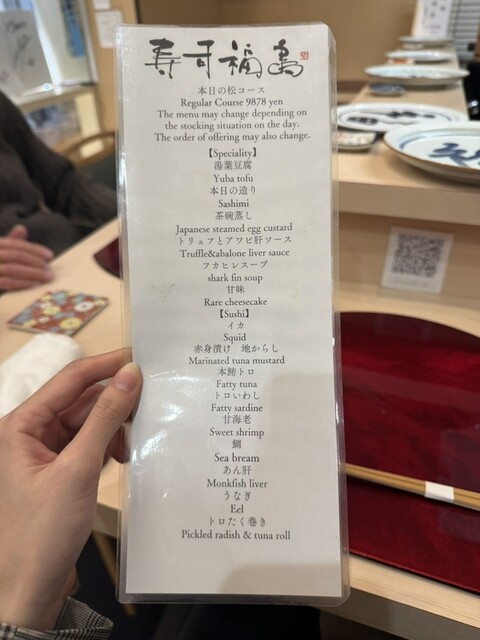 寿司福島
本日の松コース
Regular Course 9878 yen
The menu may change depending on
the stocking situation on the day.
The order of offering may also change.
【Speciality】
湯葉豆腐
Yuba tofu
本日の造り
Sashimi
茶碗蒸し
Japanese steamed egg custard
トリュフとアワビ肝ソース
Truffle&abalone liver sauce
フカヒレスープ
shark fin soup
甘味
Rare cheesecake
【Sushi】
イカ
Squid
赤身漬け 地からし
Marinated tuna mustard
本鮪トロ
Fatty tuna
トロいわし
Fatty sardine
甘海老
Sweet shrimp
鯛
Sea bream
あん肝
Monkfish liver
うなぎ
Eel
トロたく巻き
Pickled radish & tuna roll